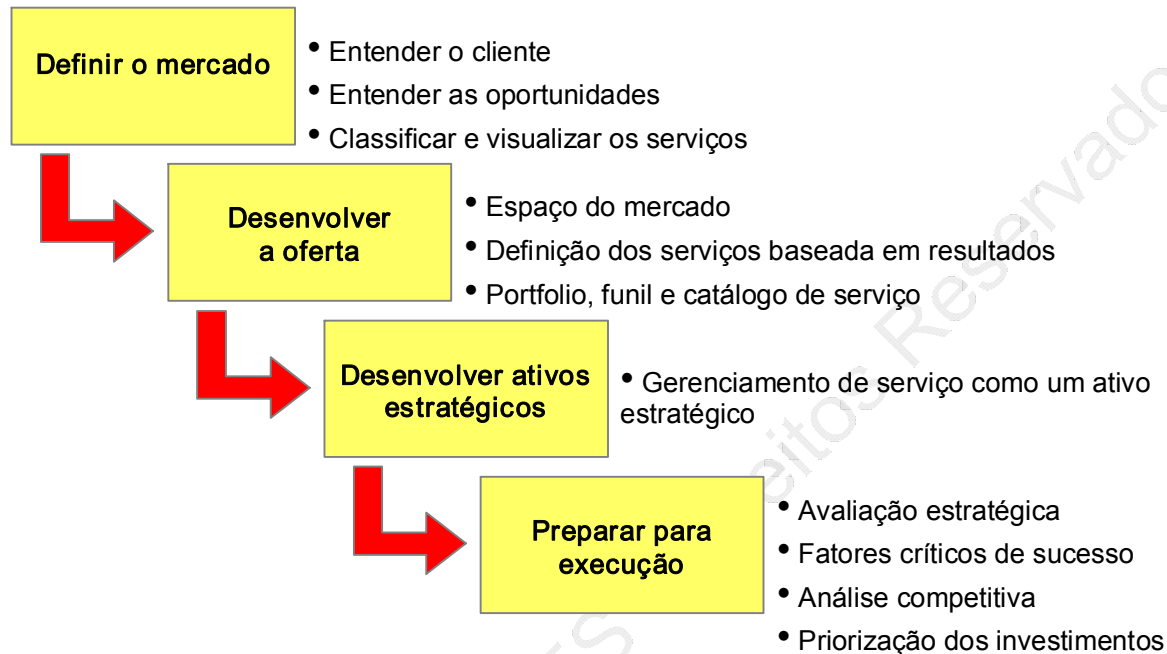 Definir o mercado
• Entender o cliente
• Entender as oportunidades
• Classificar e visualizar os serviços
Desenvolver
a oferta
• Espaço do mercado
• Definição dos serviços baseada em resultados
• Portfolio, funil e catálogo de serviço
Desenvolver ativos
estratégicos
• Gerenciamento de serviço como um ativo
estratégico
Preparar para
execução
• Avaliação estratégica
• Fatores críticos de sucesso
• Análise competitiva
• Priorização dos investimentos